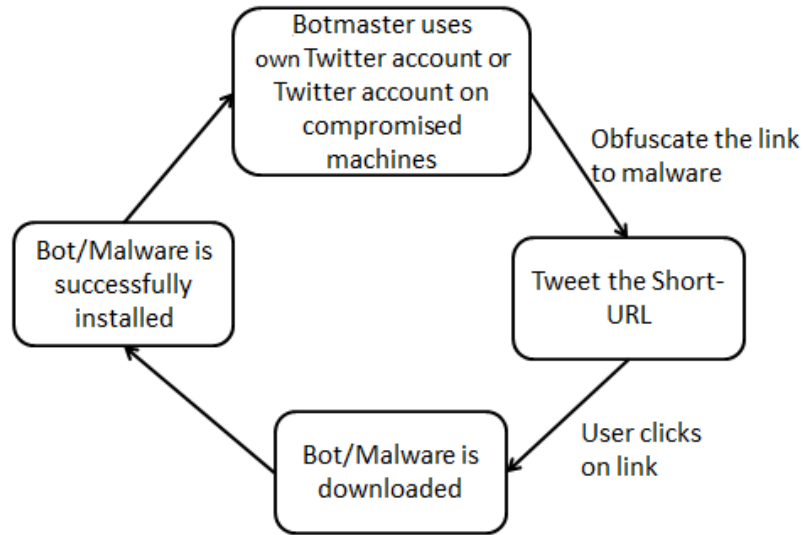 Botmaster uses
own Twitter account or
Twitter account on
compromised
machines
Obfuscate the link
to malware
Tweet the Short-
URL
User clicks
on link
Bot/Malware is
downloaded
Bot/Malware is
successfully
installed